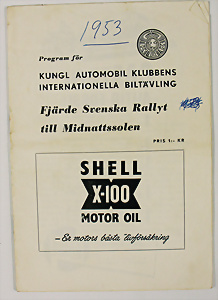 1953
Program för
KUNGL AUTOMOBIL KLUBBENS
INTERNATIONELLA BILTÄVLING
Fjärde Svenska Rallyt
till Midnattssolen
PRIS 1:- KR
SHELL
X-100
MOTOR OIL
– Er motors bästa livförsäkring